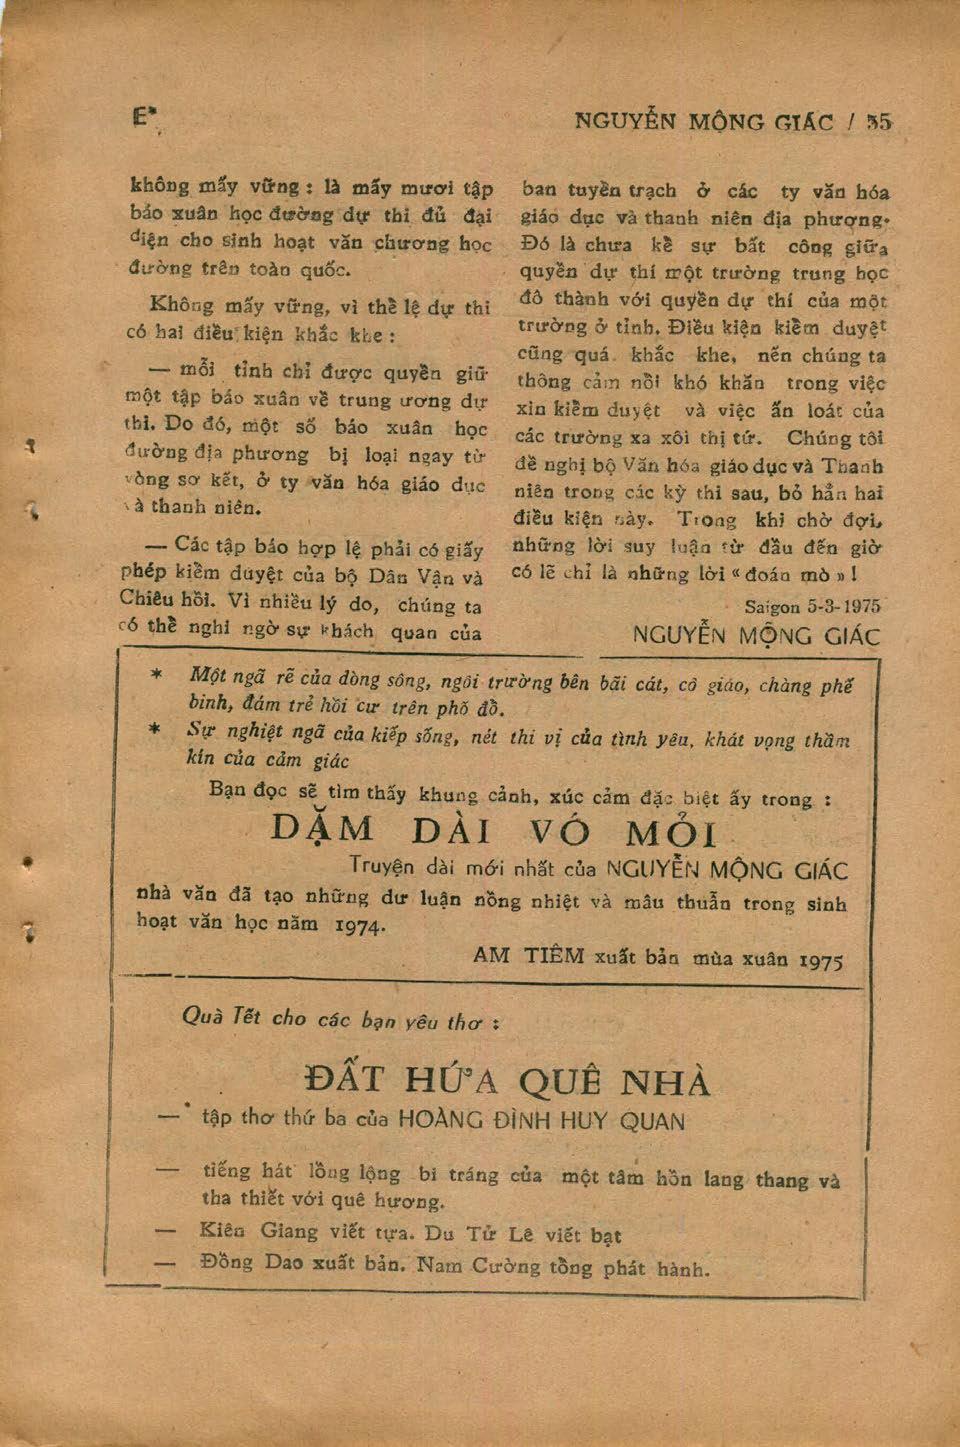 E*
NGUYỄN MỘNG GIÁC / 35
không mấy vững : là mấy mươi tập
báo xuân học đường dự thi đủ đại
diện cho sinh hoạt văn chương học
đường trên toàn quốc.
Không mấy vững, vì thể lệ dự thi
có hai điều kiện khắc khe :
— mỗi tỉnh chỉ được quyền giữ
một tập báo xuân về trung ương dự
thi. Do đó, một số báo xuân học
đường địa phương bị loại ngay từ
vòng sơ kết, ở ty văn hóa giáo dục
và thanh niên.
— Các tập báo hợp lệ phải có giấy
phép kiểm duyệt của bộ Dân Vận và
Chiêu hồi. Vì nhiều lý do, chúng ta
có thể nghi ngờ sự khách quan của
ban tuyển trạch ở các ty văn hóa
giáo dục và thanh niên địa phương.
Đó là chưa kể sự bất công giữa
quyền dự thí một trường trung học
đô thành với quyền dự thí của một
trường ở tỉnh. Điều kiện kiểm duyệt
cũng quá khắc khe, nến chúng ta
thông cảm nỗi khó khăn trong việc
xin kiểm duyệt và việc ấn loát của
các trường xa xôi thị tứ. Chúng tôi
đề nghị bộ Văn hóa giáo dục và Thanh
niên trong các kỳ thi sau, bỏ hẳn hai
điều kiện này. Trong khi chờ đợi,
những lời suy luận từ đầu đến giờ
có lẽ chỉ là những lời « đoán mò » !
Saigon 5-3-1975
NGUYỄN MỘNG GIÁC
* Một ngã rẽ của dòng sông, ngôi trường bên bãi cát, cô giáo, chàng phế
binh, đám trẻ hồi cư trên phố đồ.
* Sự nghiệt ngã của kiếp sống, nét thi vị của tình yêu, khát vọng thầm
kín của cảm giác
Bạn đọc sẽ tìm thấy khung cảnh, xúc cảm đặc biệt ấy trong :
DẶM DÀI VÓ MỎI
Truyện dài mới nhất của NGUYỄN MỘNG GIÁC
nhà văn đã tạo những dư luận nồng nhiệt và mâu thuẫn trong sinh
hoạt văn học năm 1974.
AM TIÊM xuất bản mùa xuân 1975
Quà Tết cho các bạn yêu thơ :
ĐẤT HỨA QUÊ NHÀ
— tập thơ thứ ba của HOÀNG ĐÌNH HUY QUAN
— tiếng hát lồng lộng bi tráng của một tâm hồn lang thang và
tha thiết với quê hương.
— Kiên Giang viết tựa. Du Tử Lê viết bạt
— Đồng Dao xuất bản. Nam Cường tổng phát hành.